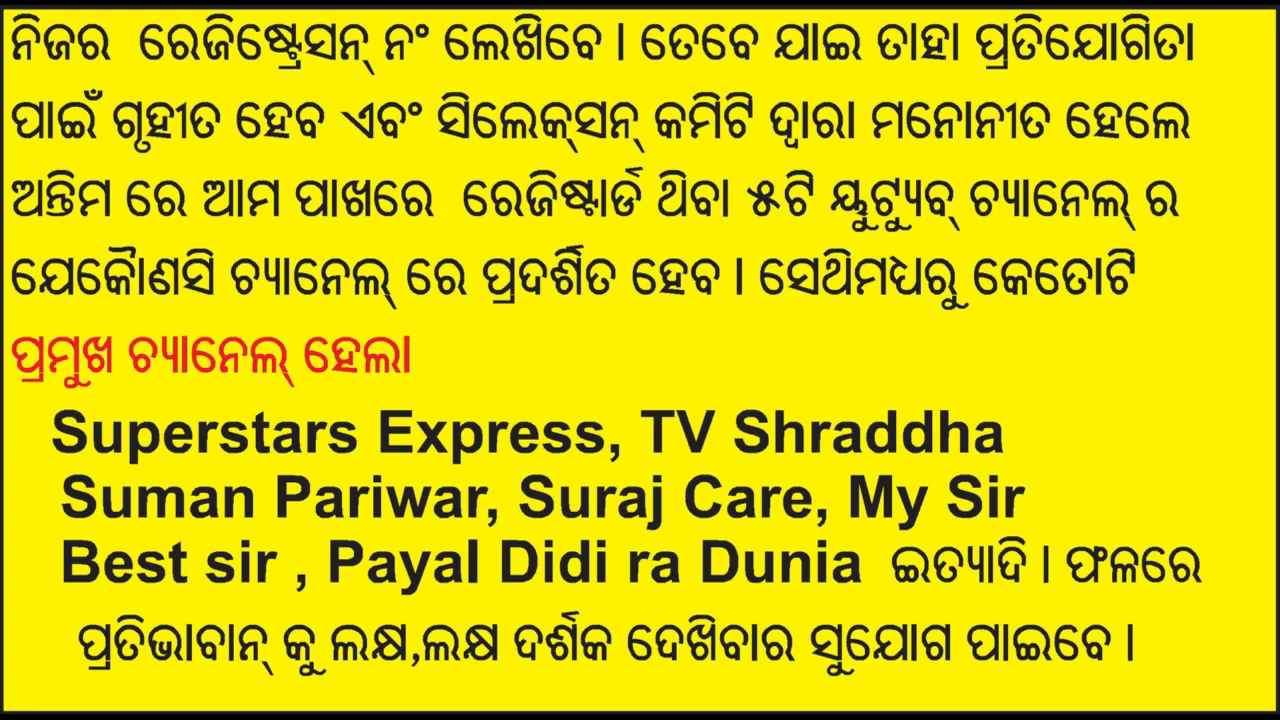 ନିଜର ରେଜିଷ୍ଟ୍ରେସନ୍ ନଂ ଲେଖିବେ । ତେବେ ଯାଇ ତାହା ପ୍ରତିଯୋଗିତା
ପାଇଁ ଗୃହୀତ ହେବ ଏବଂ ସିଲେକ୍‌ସନ୍ କମିଟି ଦ୍ୱାରା ମନୋନୀତ ହେଲେ
ଅନ୍ତିମ ରେ ଆମ ପାଖରେ ରେଜିଷ୍ଟାର୍ଡ ଥିବା ୫ଟି ୟୁଟ୍ୟୁବ୍ ଚ୍ୟାନେଲ୍ ର
ଯେକୈାଣସି ଚ୍ୟାନେଲ୍ ରେ ପ୍ରଦର୍ଶିତ ହେବ । ସେଥିମଧ୍ୟରୁ କେତୋଟି
ପ୍ରମୁଖ ଚ୍ୟାନେଲ୍ ହେଲା
Superstars Express, TV Shraddha
Suman Pariwar, Suraj Care, My Sir
Best sir , Payal Didi ra Dunia ଇତ୍ୟାଦି । ଫଳରେ
ପ୍ରତିଭାବାନ୍ କୁ ଲକ୍ଷ,ଲକ୍ଷ ଦର୍ଶକ ଦେଖିବାର ସୁଯୋଗ ପାଇବେ ।